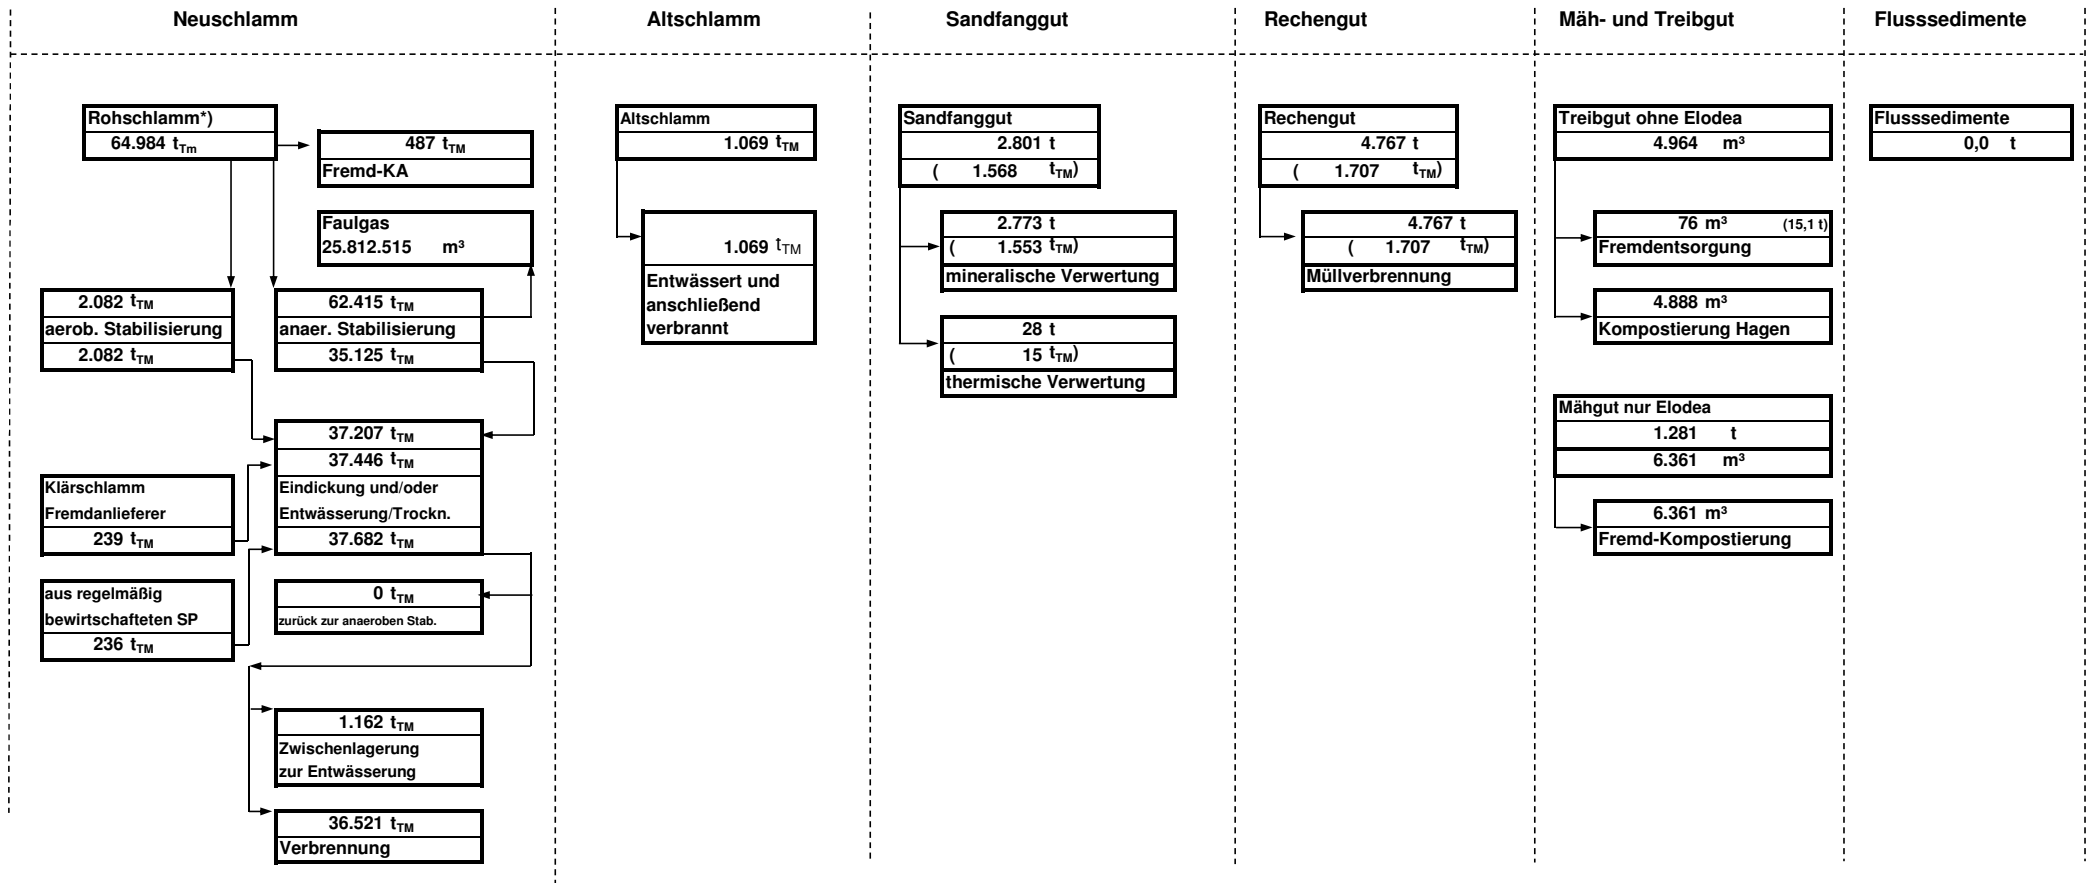 Neuschlamm
Altschlamm
Sandfanggut
Rechengut
Mäh- und Treibgut
Flusssedimente
Rohschlamm*)
64.984 tTm
487 tTM
Fremd-KA
Faulgas
25.812.515 m³
2.082 tTM
aerob. Stabilisierung
2.082 tTM
62.415 tTM
anaer. Stabilisierung
35.125 tTM
37.207 tTM
37.446 tTM
Eindickung und/oder
Entwässerung/Trockn.
37.682 tTM
Klärschlamm
Fremdanlieferer
239 tTM
aus regelmäßig
bewirtschafteten SP
236 tTM
0 tTM
zurück zur anaeroben Stab.
1.162 tTM
Zwischenlagerung
zur Entwässerung
36.521 tTM
Verbrennung
Altschlamm
1.069 tTM
1.069 tTM
Entwässert und
anschließend
verbrannt
Sandfanggut
2.801 t
( 1.568 tTM)
2.773 t
( 1.553 tTM)
mineralische Verwertung
28 t
( 15 tTM)
thermische Verwertung
Rechengut
4.767 t
( 1.707 tTM)
4.767 t
( 1.707 tTM)
Müllverbrennung
Treibgut ohne Elodea
4.964 m³
76 m³ (15,1 t)
Fremdentsorgung
4.888 m³
Kompostierung Hagen
Mähgut nur Elodea
1.281 t
6.361 m³
6.361 m³
Fremd-Kompostierung
Flusssedimente
0,0 t